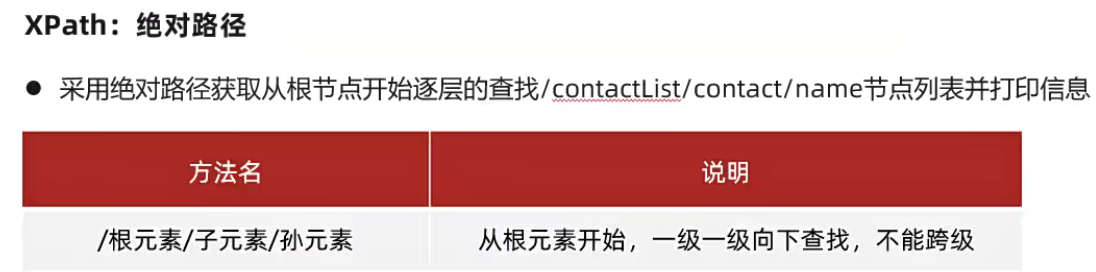 XPath：绝对路径
● 采用绝对路径获取从根节点开始逐层的查找/contactList/contact/name节点列表并打印信息
方法名 说明
/根元素/子元素/孙元素 从根元素开始，一级一级向下查找，不能跨级